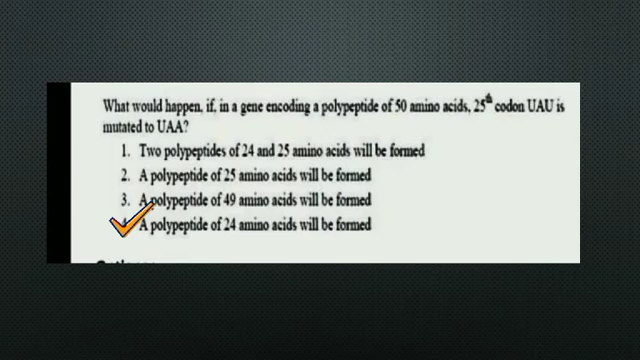 What would happen, if, in a gene encoding a polypeptide of 50 amino acids, 25th codon UAU is
mutated to UAA?
1. Two polypeptides of 24 and 25 amino acids will be formed
2. A polypeptide of 25 amino acids will be formed
3. A polypeptide of 49 amino acids will be formed
A polypeptide of 24 amino acids will be formed